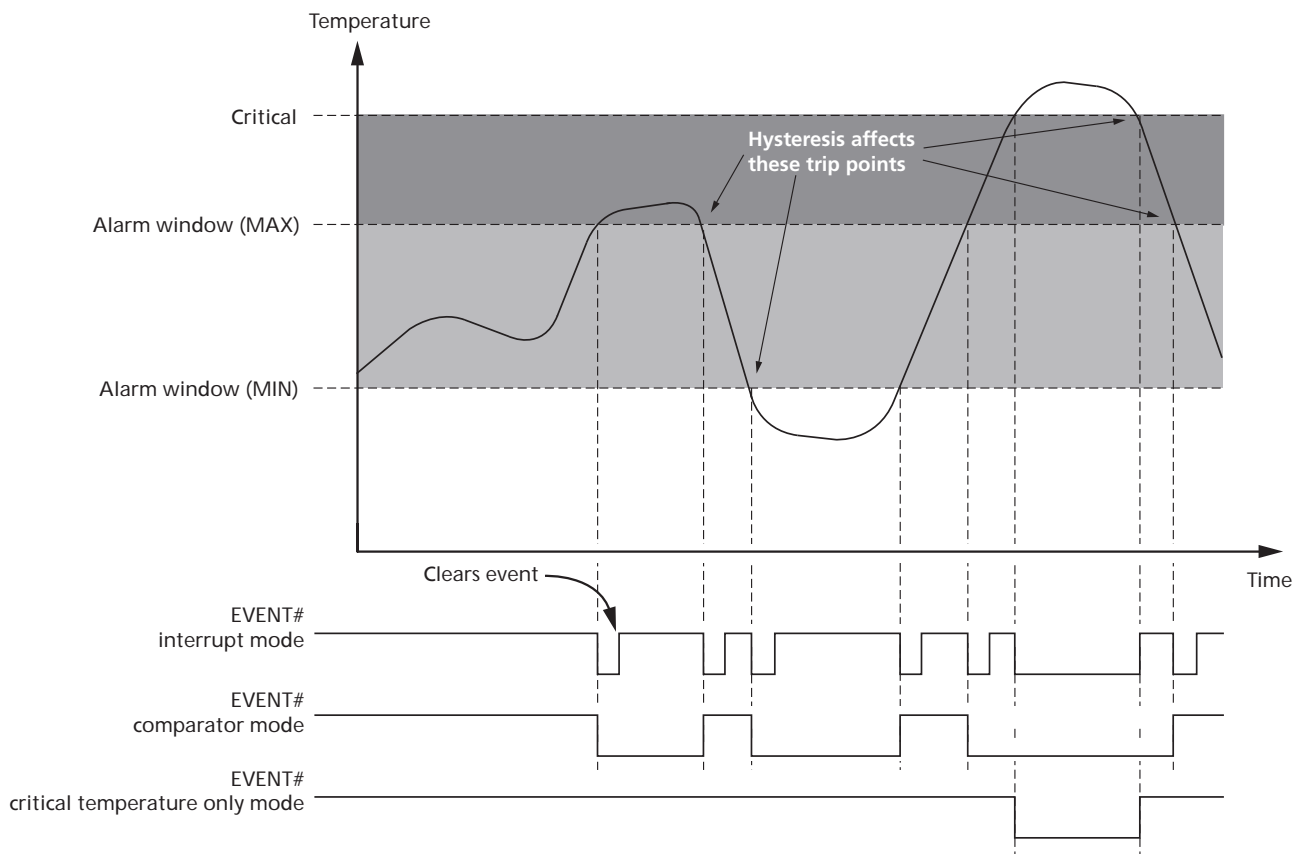 Temperature
Critical
Hysteresis affects
these trip points
Alarm window (MAX)
Alarm window (MIN)
Clears event
Time
EVENT#
interrupt mode
EVENT#
comparator mode
EVENT#
critical temperature only mode